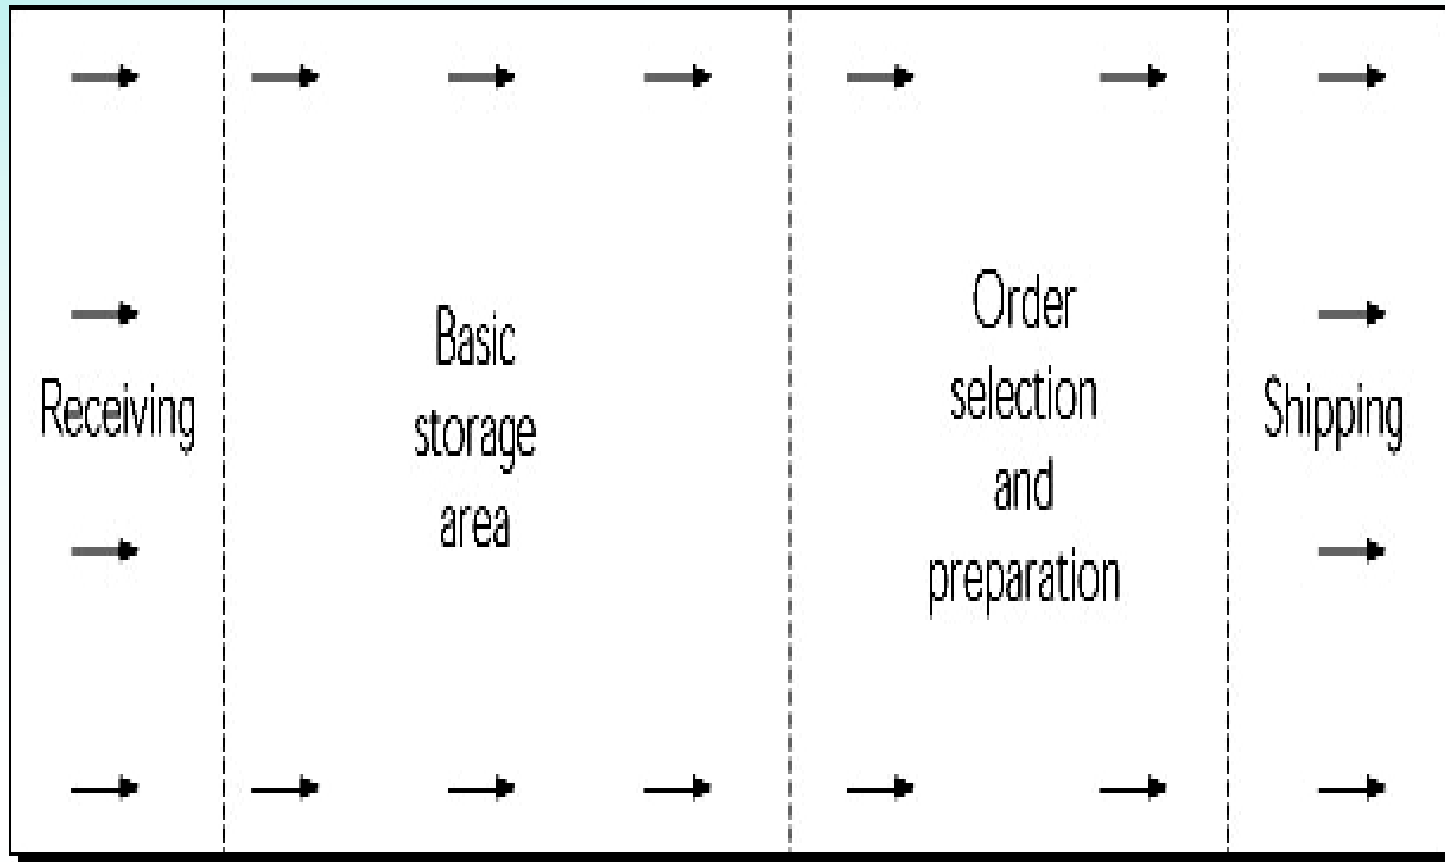 Receiving
Basic
storage
area
Order
selection
and
preparation
Shipping